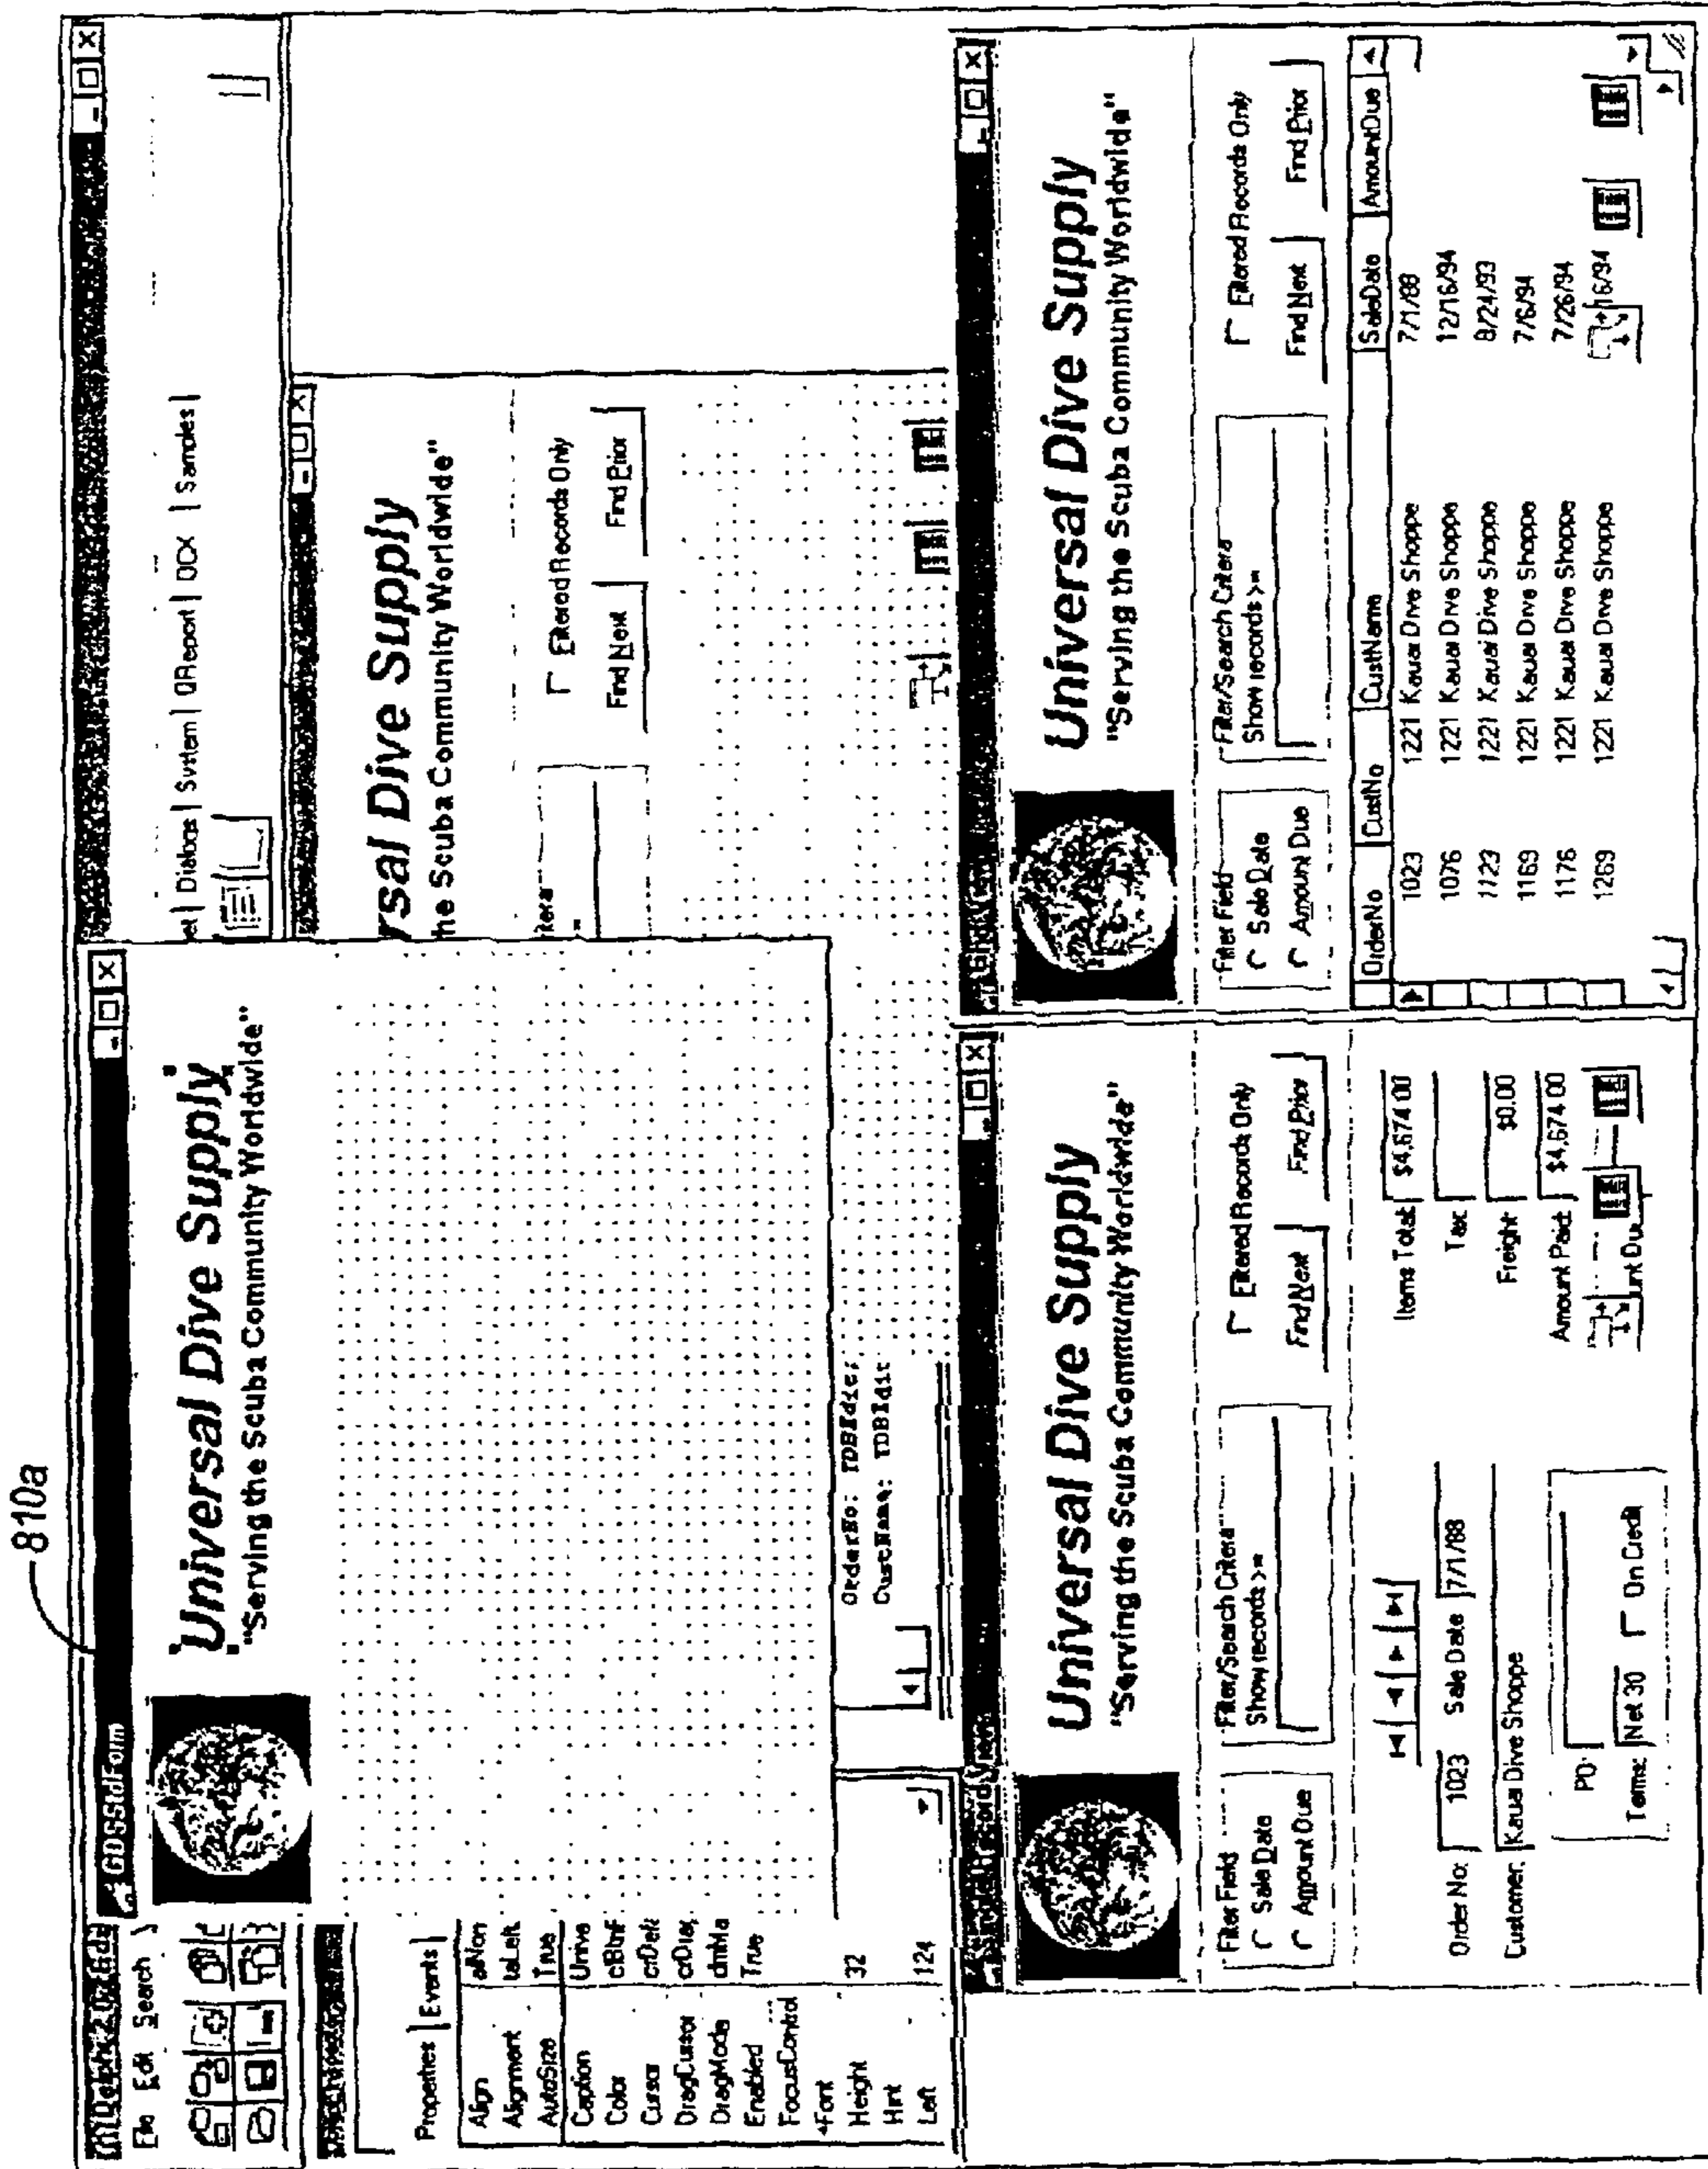 810a
Delphi 2.0
File Edit Search
GDSStdForm
Universal Dive Supply
"Serving the Scuba Community Worldwide"
Dialogs | System | QReport | OCX | Samples
rsal Dive Supply
he Scuba Community Worldwide"
iteria
Filtered Records Only
Find Next
Find Prior
Properties Events
Align alNon
Alignment taLeft
AutoSize True
Caption Unive
Color clBtnF
Cursor crDefa
DragCursor crDrag
DragMode dmMa
Enabled True
FocusControl
+Font
Height 32
Hint
Left 124
OrderNo: TDBEdit;
CustName: TDBEdit
Universal Dive Supply
"Serving the Scuba Community Worldwide"
Filter Field
Sale Date
Amount Due
Filter/Search Criteria
Show records >=
Filtered Records Only
Find Next
Find Prior
Order No: 1023 Sale Date 7/1/88
Customer: Kauai Dive Shoppe
PO:
Terms: Net 30 On Credit
Items Total: $4,674.00
Tax:
Freight: $0.00
Amount Paid: $4,674.00
unt Du
GridView
Universal Dive Supply
"Serving the Scuba Community Worldwide"
Filter Field
Sale Date
Amount Due
Filter/Search Criteria
Show records >=
Filtered Records Only
Find Next
Find Prior
OrderNo CustNo CustName SaleDate AmountDue
1023 1221 Kauai Dive Shoppe 7/1/88
1076 1221 Kauai Dive Shoppe 12/16/94
1123 1221 Kauai Dive Shoppe 8/24/93
1169 1221 Kauai Dive Shoppe 7/6/94
1176 1221 Kauai Dive Shoppe 7/26/94
1269 1221 Kauai Dive Shoppe 16/94